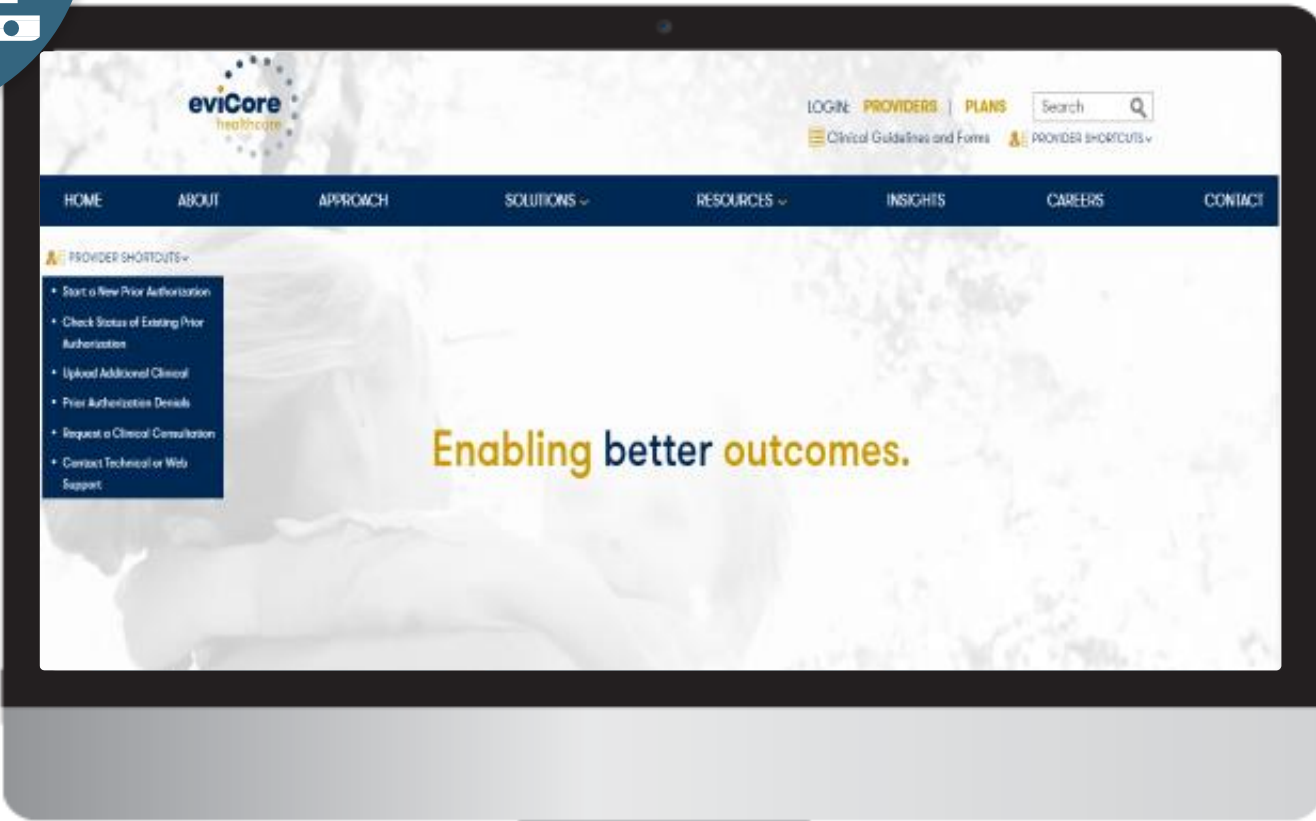 eviCore
healthcare
LOGIN: PROVIDERS | PLANS
Search
Clinical Guidelines and Forms
PROVIDER SHORTCUTS
HOME ABOUT APPROACH SOLUTIONS RESOURCES INSIGHTS CAREERS CONTACT
PROVIDER SHORTCUTS
• Start a New Prior Authorization
• Check Status of Existing Prior
Authorization
• Upload Additional Clinical
• Prior Authorization Denials
• Request a Clinical Consultation
• Contact Technical or Web
Support
Enabling better outcomes.